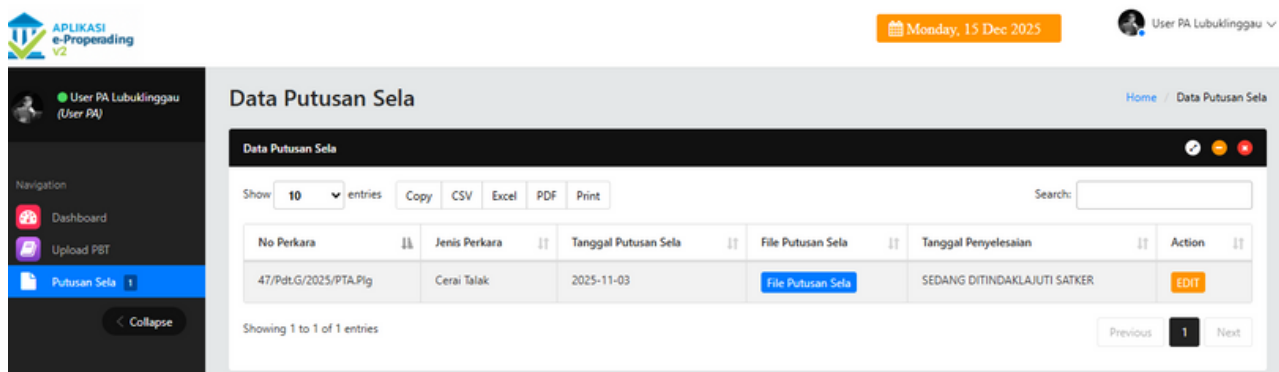 APLIKASI
e-Properading
v2
Monday, 15 Dec 2025
User PA Lubuklinggau
User PA Lubuklinggau
(User PA)
Navigation
Dashboard
Upload PBT
Putusan Sela 1
Collapse
Data Putusan Sela
Home / Data Putusan Sela
Data Putusan Sela
Show 10 entries Copy CSV Excel PDF Print Search:
No Perkara Jenis Perkara Tanggal Putusan Sela File Putusan Sela Tanggal Penyelesaian Action
47/Pdt.G/2025/PTA.Plg Cerai Talak 2025-11-03 File Putusan Sela SEDANG DITINDAKLAJUTI SATKER EDIT
Showing 1 to 1 of 1 entries
Previous 1 Next